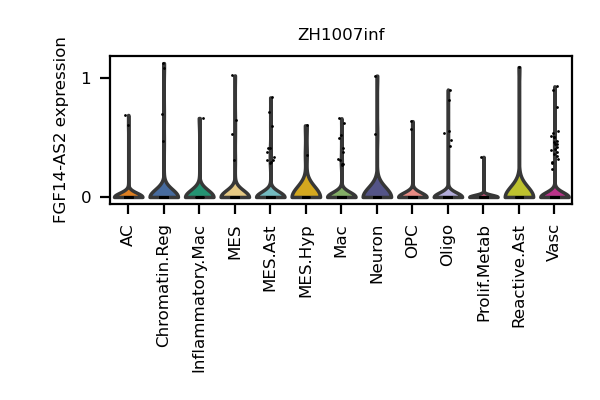 ZH1007inf
FGF14-AS2 expression
1
0
AC
Chromatin.Reg
Inflammatory.Mac
MES
MES.Ast
MES.Hyp
Mac
Neuron
OPC
Oligo
Prolif.Metab
Reactive.Ast
Vasc